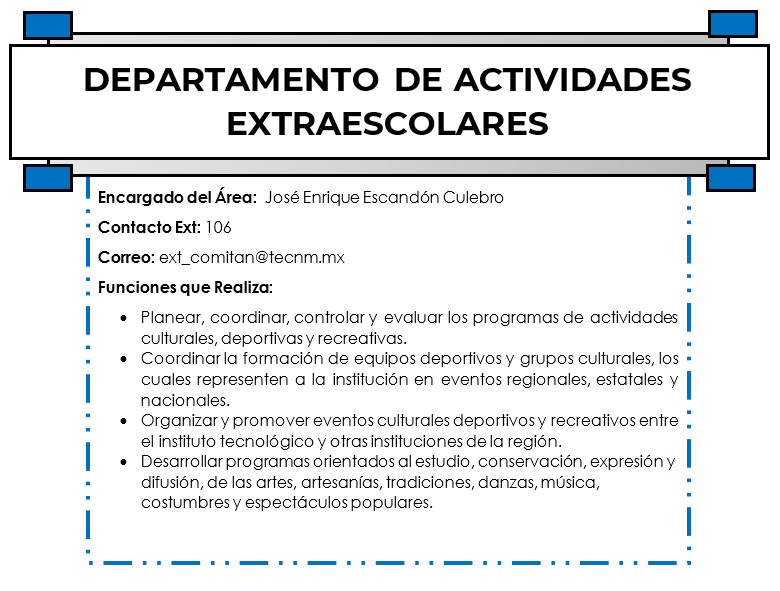 DEPARTAMENTO DE ACTIVIDADES
EXTRAESCOLARES
Encargado del Área: José Enrique Escandón Culebro
Contacto Ext: 106
Correo: ext_comitan@tecnm.mx
Funciones que Realiza:
• Planear, coordinar, controlar y evaluar los programas de actividades
culturales, deportivas y recreativas.
• Coordinar la formación de equipos deportivos y grupos culturales, los
cuales representen a la institución en eventos regionales, estatales y
nacionales.
• Organizar y promover eventos culturales deportivos y recreativos entre
el instituto tecnológico y otras instituciones de la región.
• Desarrollar programas orientados al estudio, conservación, expresión y
difusión, de las artes, artesanías, tradiciones, danzas, música,
costumbres y espectáculos populares.